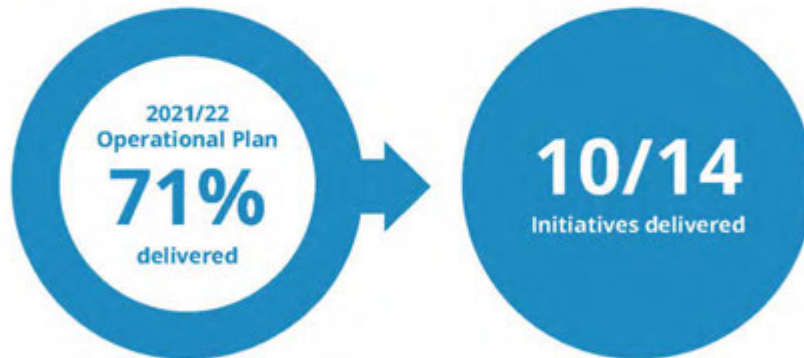 2021/22
Operational Plan
71%
delivered
10/14
Initiatives delivered